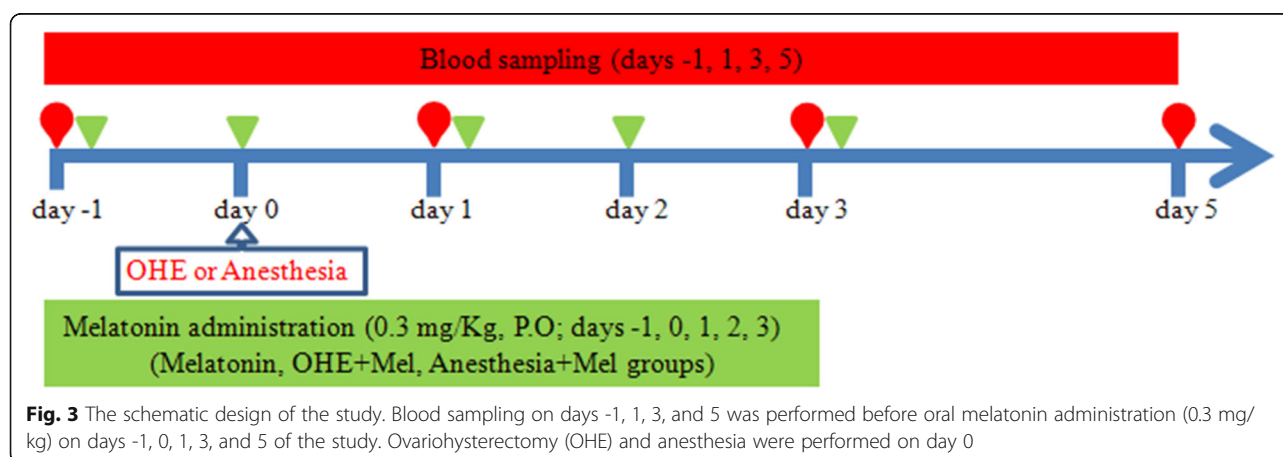 Blood sampling (days -1, 1, 3, 5)
day -1 day 0 day 1 day 2 day 3 day 5
OHE or Anesthesia
Melatonin administration (0.3 mg/Kg, P.O; days -1, 0, 1, 2, 3)
(Melatonin, OHE+Mel, Anesthesia+Mel groups)
Fig. 3 The schematic design of the study. Blood sampling on days -1, 1, 3, and 5 was performed before oral melatonin administration (0.3 mg/
kg) on days -1, 0, 1, 3, and 5 of the study. Ovariohysterectomy (OHE) and anesthesia were performed on day 0